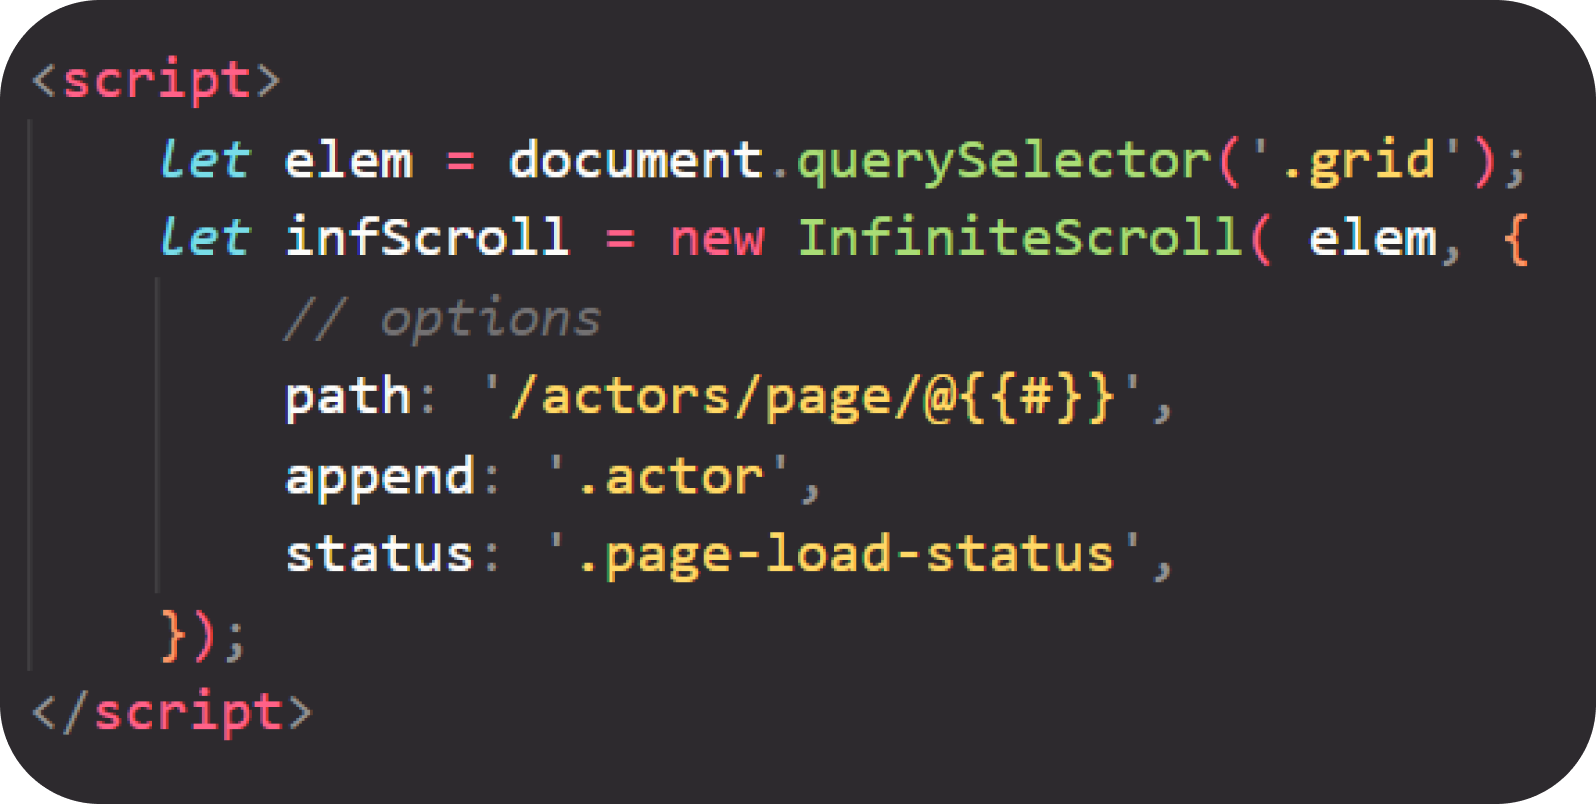 <script>
let elem = document.querySelector('.grid');
let infScroll = new InfiniteScroll( elem, {
// options
path: '/actors/page/@{{#}}',
append: '.actor',
status: '.page-load-status',
});
</script>